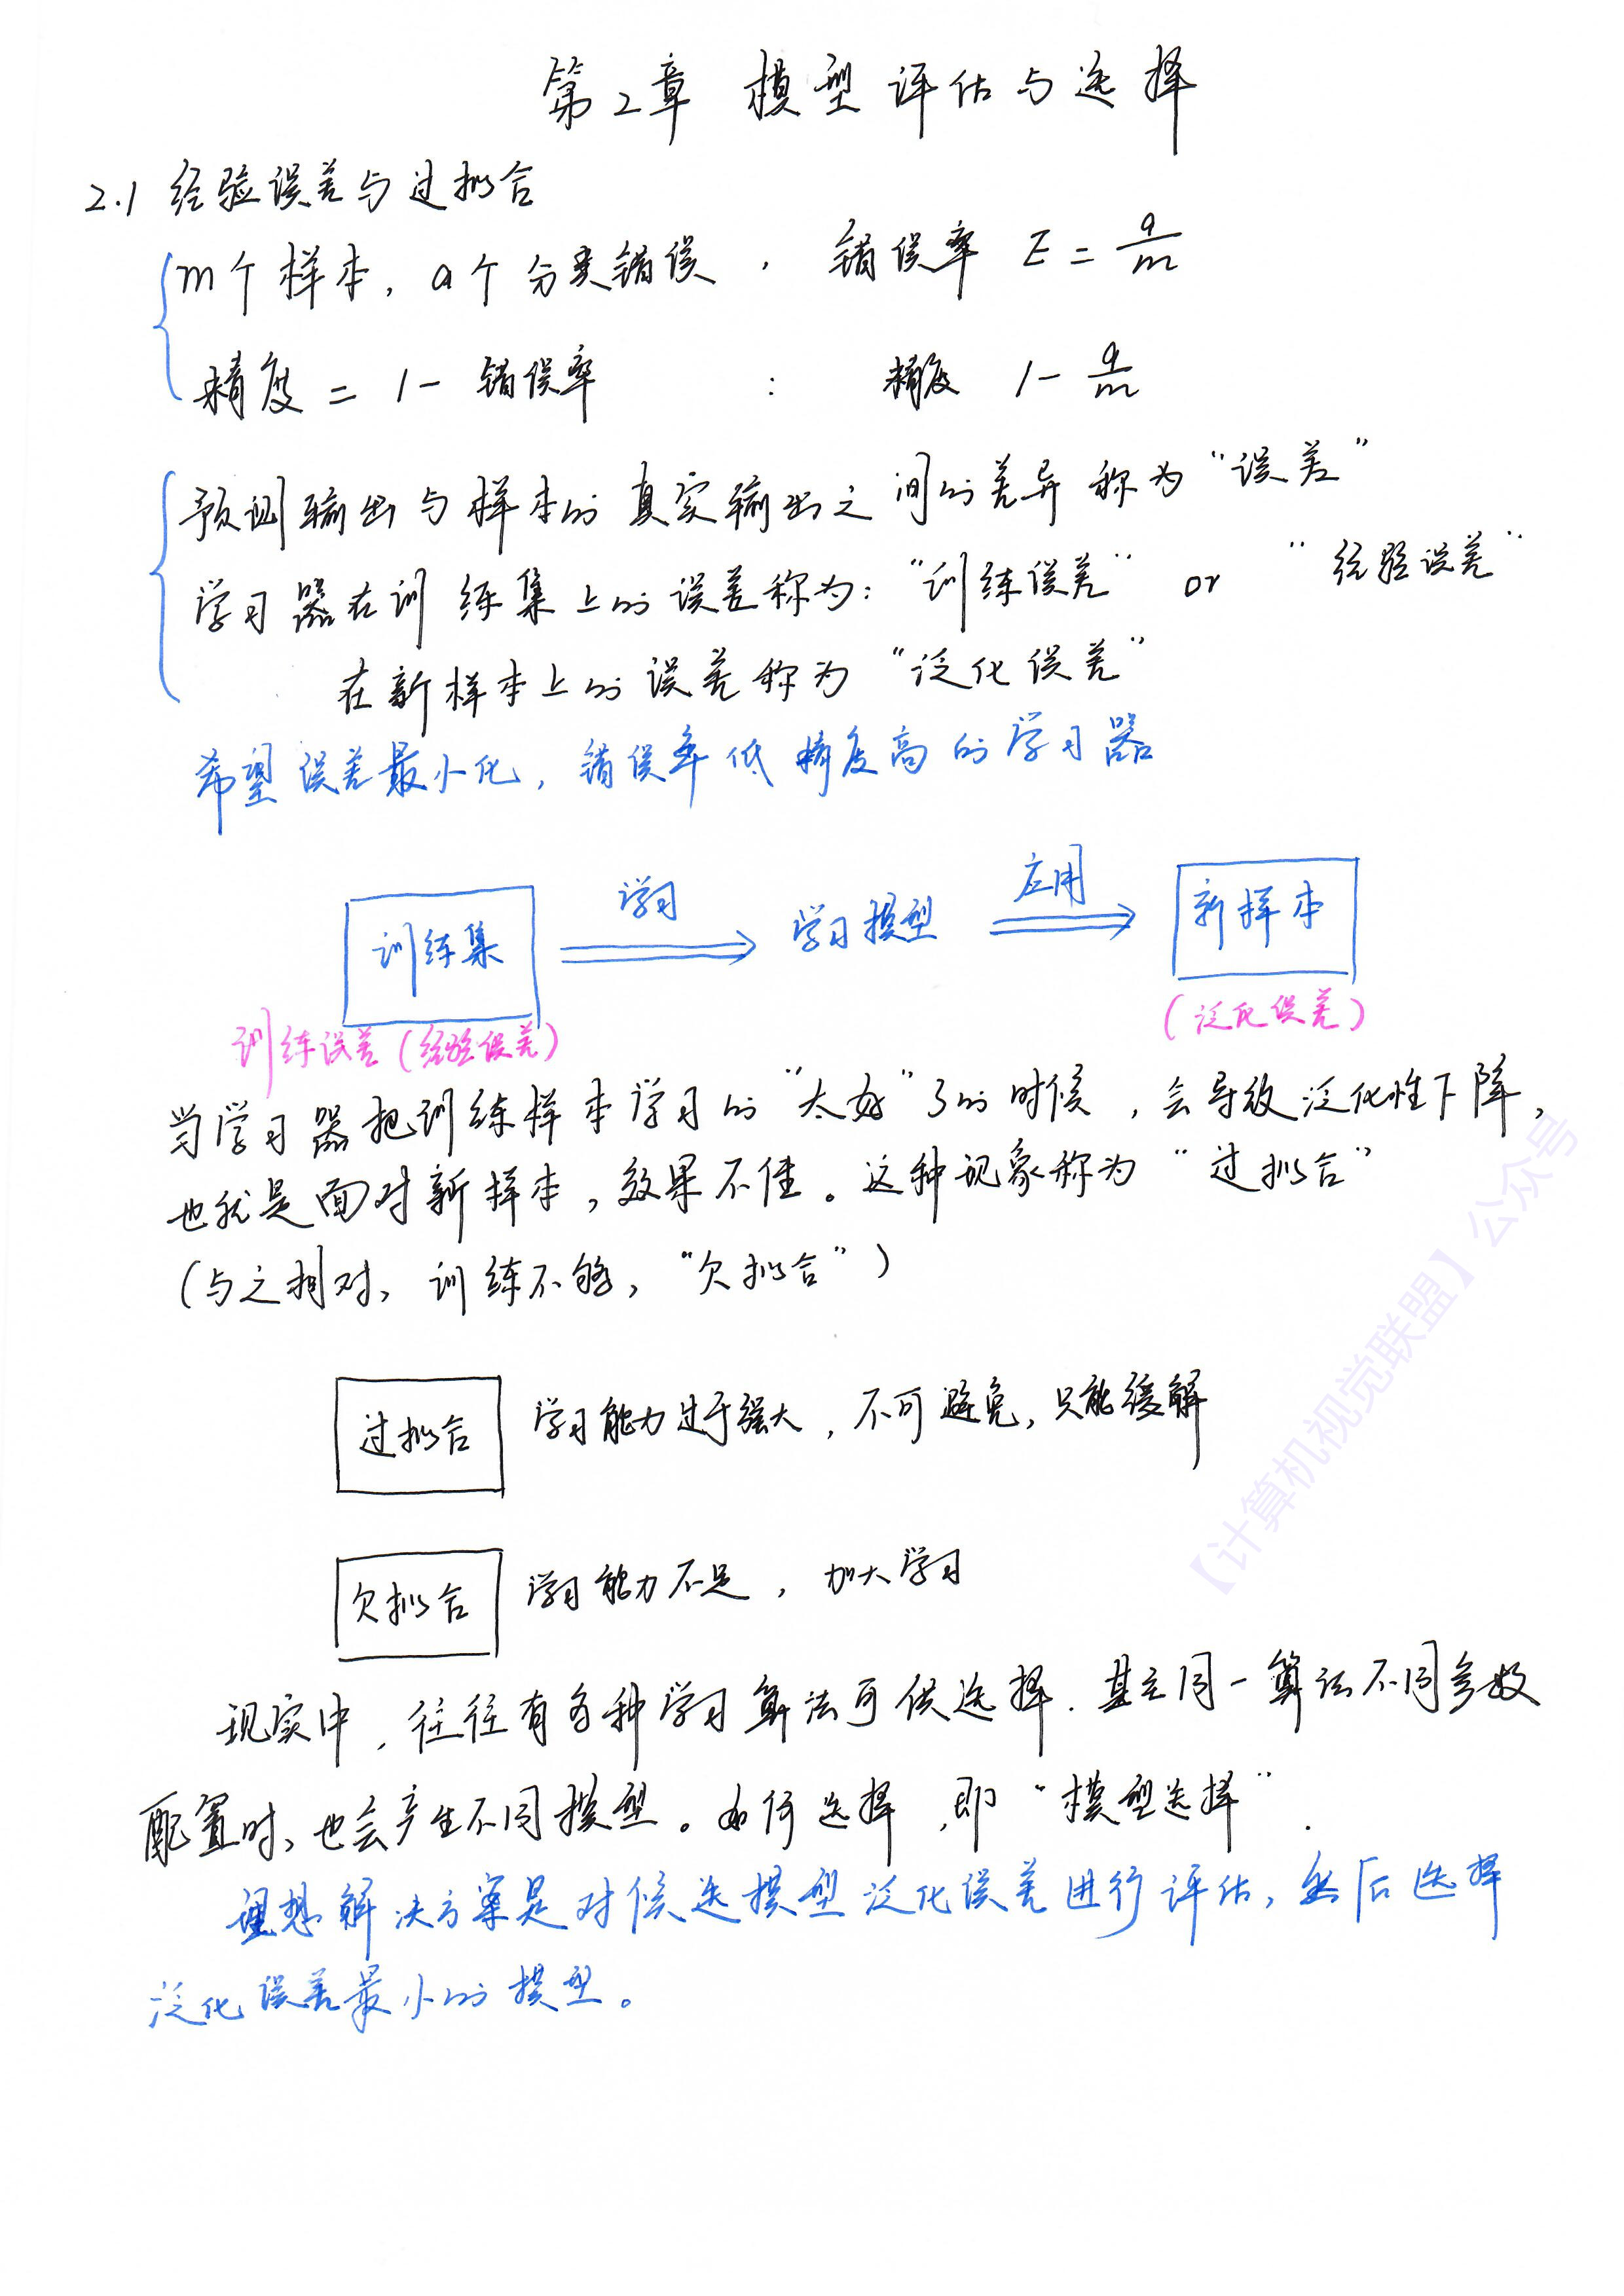 第2章 模型评估与选择
2.1 经验误差与过拟合
m个样本, a个分类错误, 错误率 E = a/m
精度 = 1 - 错误率 : 精度 1 - a/m
预测输出与样本的真实输出之间的差异称为“误差”
学习器在训练集上的误差称为:“训练误差” or “经验误差”
在新样本上的误差称为“泛化误差”
希望误差最小化, 错误率低精度高的学习器
训练集 学习 学习模型 应用 新样本
训练误差(经验误差) (泛化误差)
当学习器把训练样本学习的“太好”了的时候, 会导致泛化性下降,
也就是面对新样本, 效果不佳。这种现象称为“过拟合”
(与之相对, 训练不够, “欠拟合”)
过拟合 学习能力过于强大, 不可避免, 只能缓解
欠拟合 学习能力不足, 加大学习
现实中, 往往有多种学习算法可供选择. 甚至同一算法不同参数
配置时, 也会产生不同模型。如何选择, 即“模型选择”.
理想解决方案是对候选模型泛化误差进行评估, 然后选择
泛化误差最小的模型。
【计算机视觉联盟】公众号